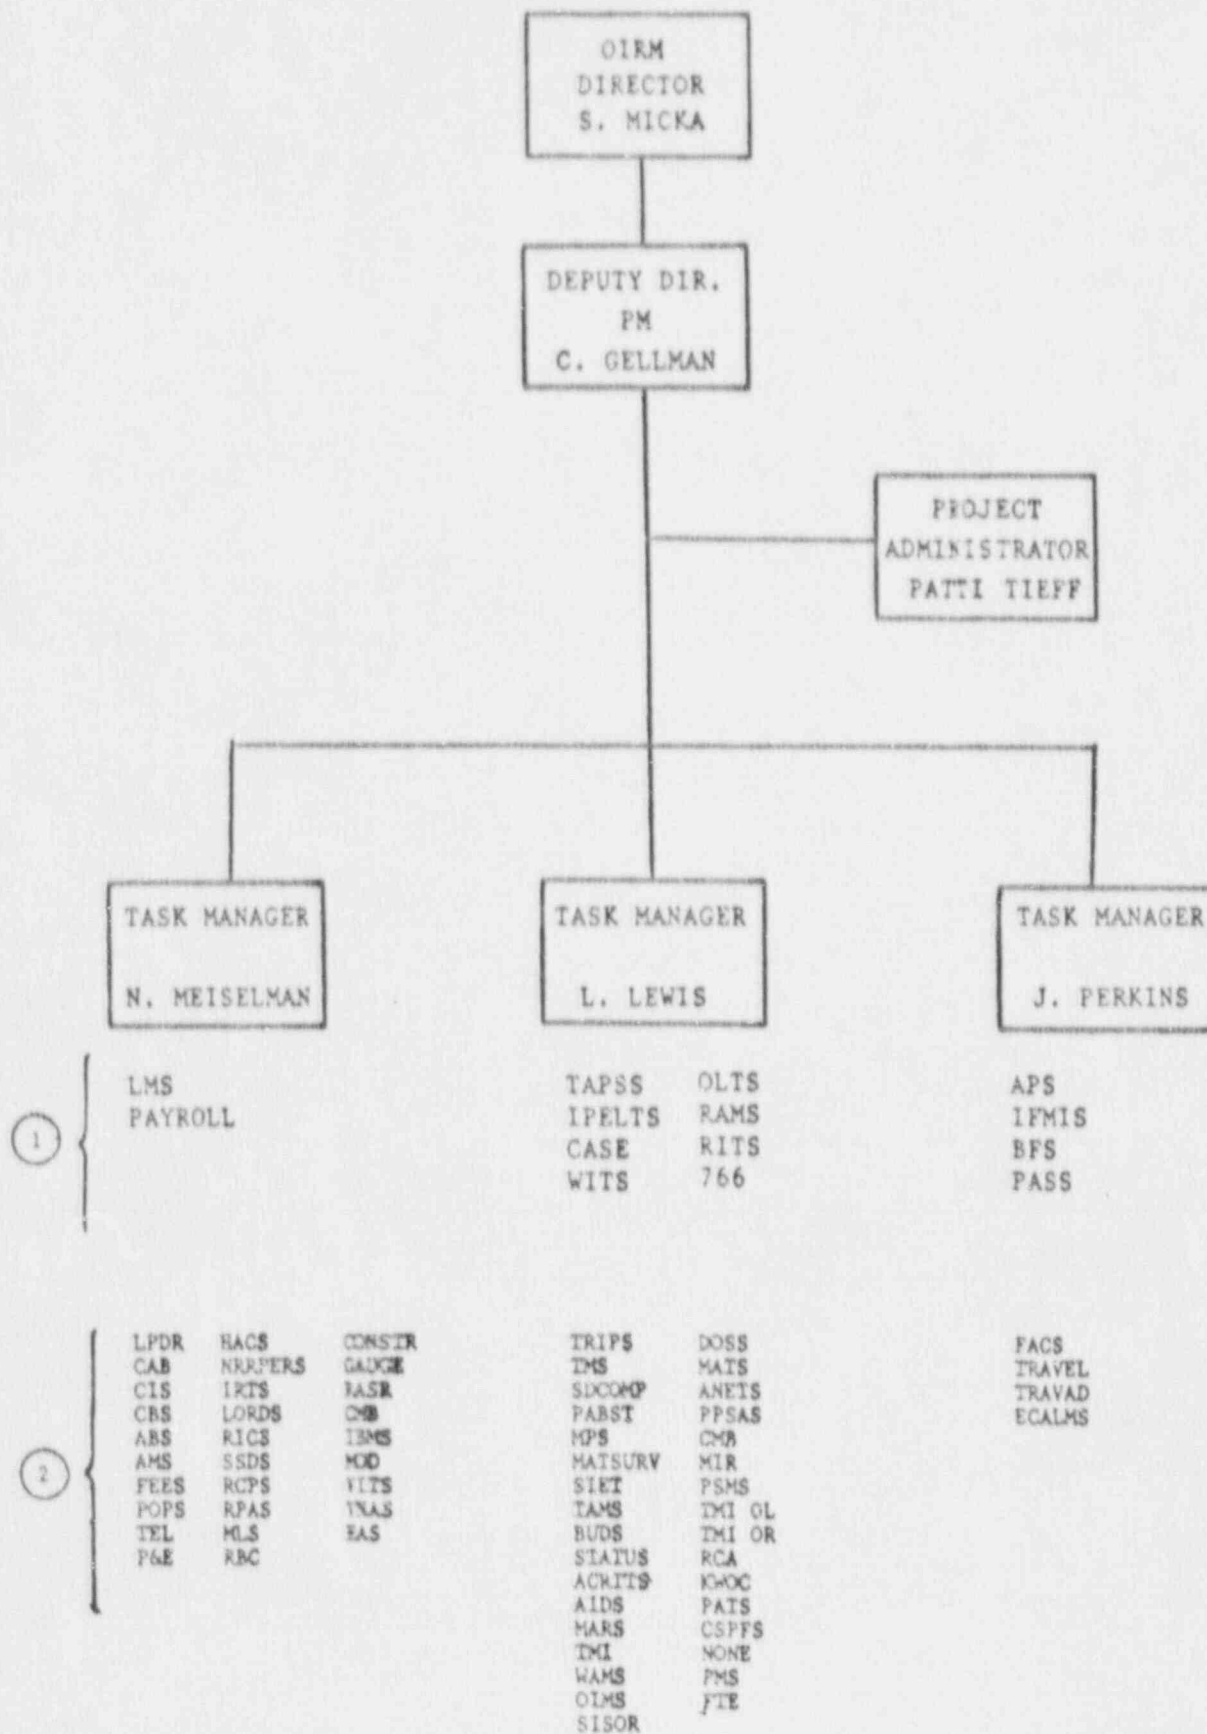 OIRM
DIRECTOR
S. MICKA
DEPUTY DIR.
PM
C. GELLMAN
PROJECT
ADMINISTRATOR
PATTI TIEFF
TASK MANAGER
N. MEISELMAN
TASK MANAGER
L. LEWIS
TASK MANAGER
J. PERKINS
1
LMS
PAYROLL
TAPSS OLTS
IPELTS RAMS
CASE RITS
WITS 766
APS
IFMIS
BFS
PASS
2
LPDR HACS CONSTR
CAB NRRPERS GAUGE
CIS IRTS RASR
CBS LORDS CMB
ABS RICS IBMS
AMS SSDS MOD
FEES RCPS
POPS RPAS
TEL MLS
P&E RBC
TRIPS DOSS
TMS MATS
SDCOMP ANETS
PABST PPSAS
MPS CMB
MATSURV MIR
SIET PSMS
TAMS TMI OL
BUDS TMI OR
STATUS RCA
ACRITS KWOC
AIDS PATS
MARS CSPFS
TMI NONE
WAMS PMS
OLMS FTE
SISOR
FACS
TRAVEL
TRAVAD
ECALMS